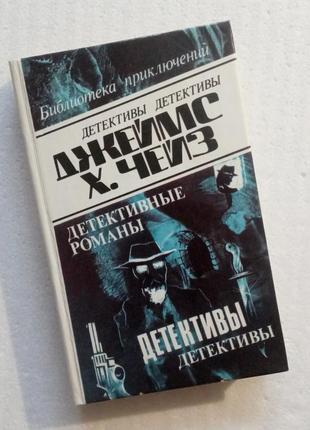 Библиотека приключений
ДЕТЕКТИВЫ ДЕТЕКТИВЫ
ДЖЕЙМС
Х. ЧЕЙЗ
ДЕТЕКТИВНЫЕ
РОМАНЫ
ДЕТЕКТИВЫ
ДЕТЕКТИВЫ